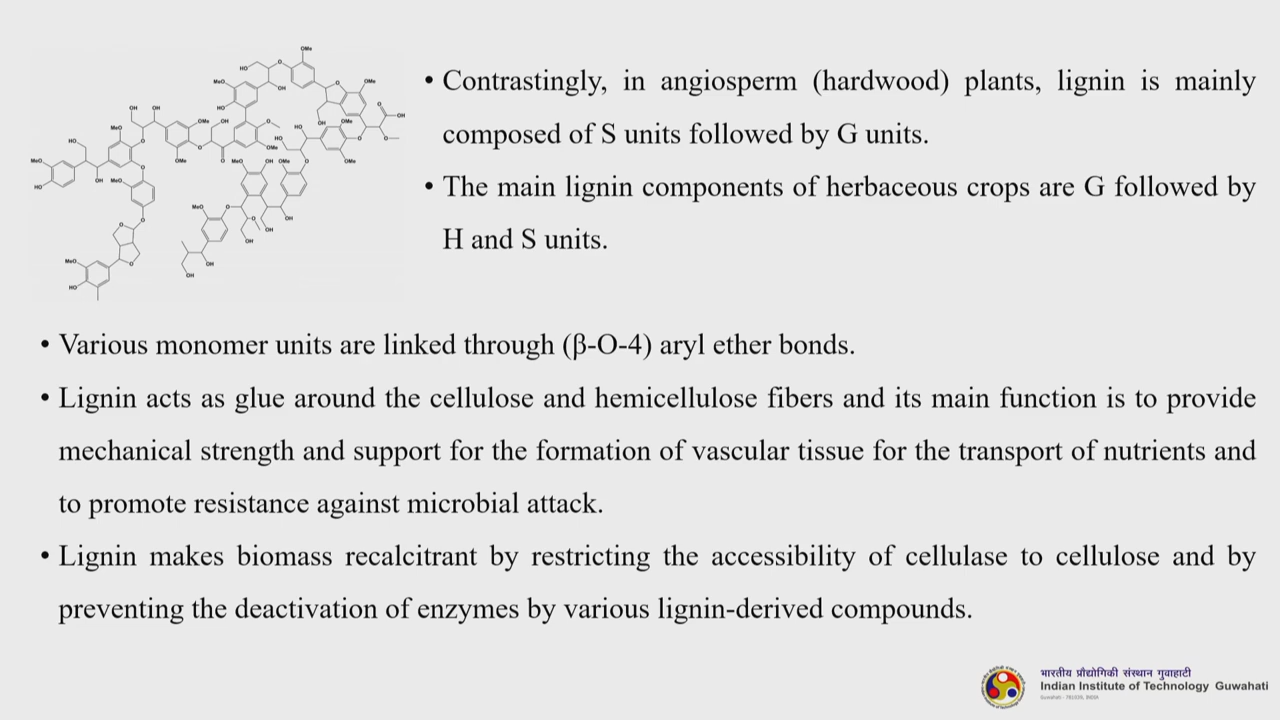 • Contrastingly, in angiosperm (hardwood) plants, lignin is mainly
composed of S units followed by G units.
• The main lignin components of herbaceous crops are G followed by
H and S units.
• Various monomer units are linked through (β-O-4) aryl ether bonds.
• Lignin acts as glue around the cellulose and hemicellulose fibers and its main function is to provide
mechanical strength and support for the formation of vascular tissue for the transport of nutrients and
to promote resistance against microbial attack.
• Lignin makes biomass recalcitrant by restricting the accessibility of cellulase to cellulose and by
preventing the deactivation of enzymes by various lignin-derived compounds.
भारतीय प्रौद्योगिकी संस्थान गुवाहाटी
Indian Institute of Technology Guwahati
Guwahati - 781039, INDIA